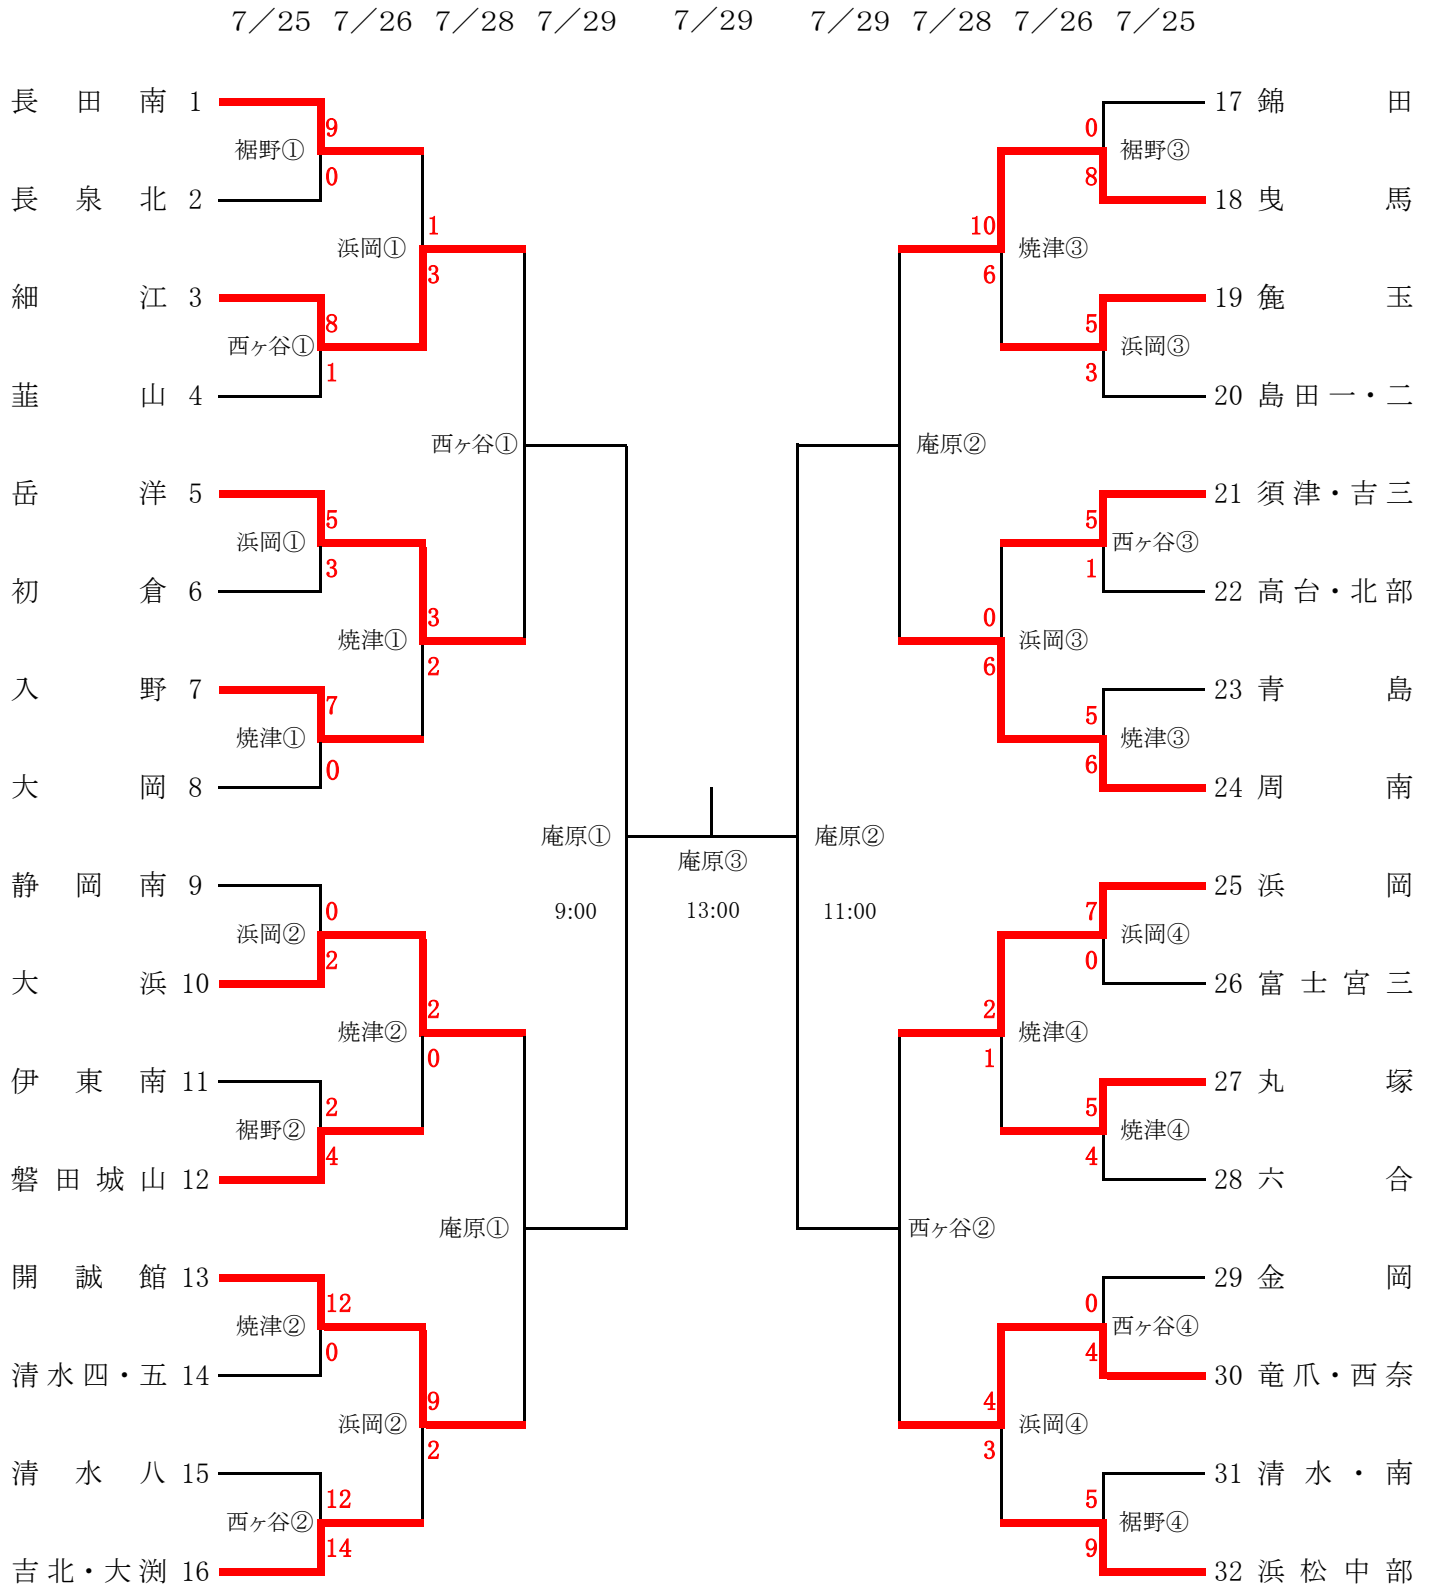 7／25 7／26 7／28 7／29 7／29 7／29 7／28 7／26 7／25
長田南 1
17 錦田
9
0
裾野①
裾野③
0
8
長泉北 2
18 曳馬
1
10
浜岡①
焼津③
3
6
細江 3
19 麁玉
8
5
西ヶ谷①
浜岡③
1
3
韮山 4
20 島田一・二
西ヶ谷①
庵原②
岳洋 5
21 須津・吉三
5
5
浜岡①
西ヶ谷③
3
1
初倉 6
22 高台・北部
3
0
焼津①
浜岡③
2
6
入野 7
23 青島
7
5
焼津①
焼津③
0
6
大岡 8
24 周南
庵原①
庵原②
庵原③
静岡南 9
25 浜岡
0
9:00
13:00
11:00
7
浜岡②
浜岡④
2
0
大浜 10
26 富士宮三
2
2
焼津②
焼津④
0
1
伊東南 11
27 丸塚
2
5
裾野②
焼津④
4
4
磐田城山 12
28 六合
庵原①
西ヶ谷②
開誠館 13
29 金岡
12
0
焼津②
西ヶ谷④
0
4
清水四・五 14
30 竜爪・西奈
9
4
浜岡②
浜岡④
2
3
清水八 15
31 清水・南
12
5
西ヶ谷②
裾野④
14
9
吉北・大渕 16
32 浜松中部